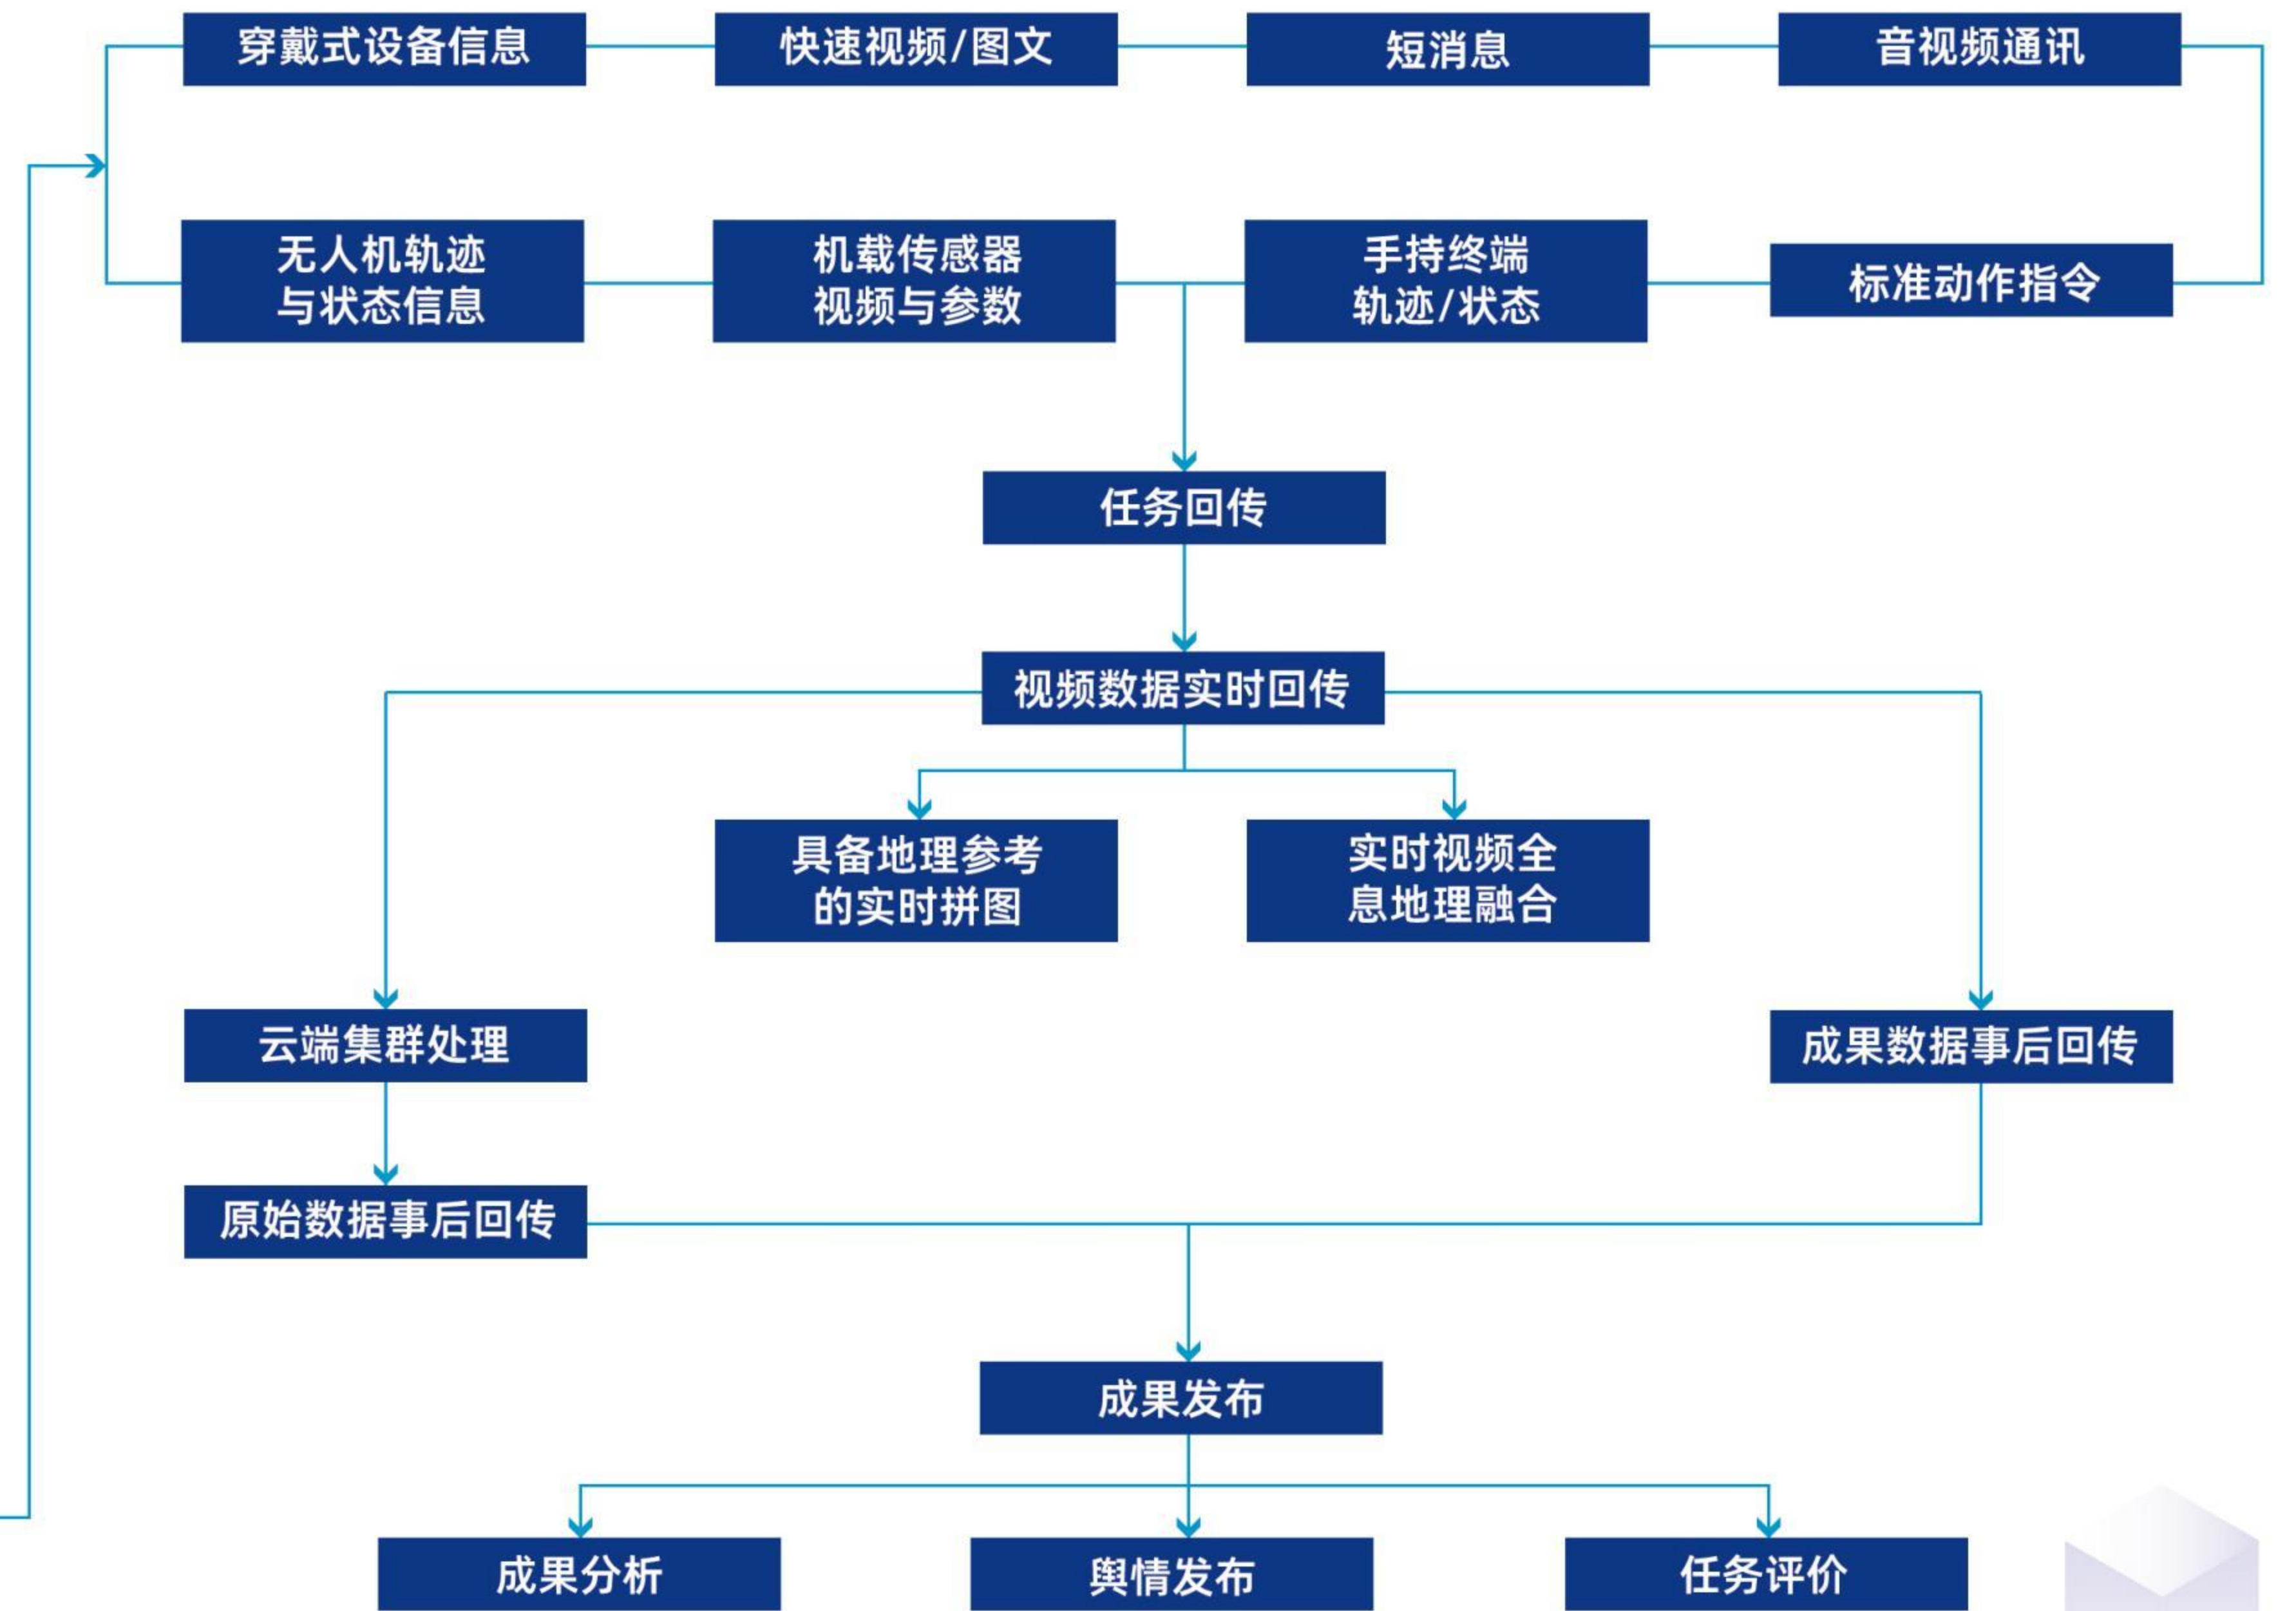 穿戴式设备信息
快速视频/图文
短消息
音视频通讯
无人机轨迹
与状态信息
机载传感器
视频与参数
手持终端
轨迹/状态
标准动作指令
任务回传
视频数据实时回传
具备地理参考
的实时拼图
实时视频全
息地理融合
云端集群处理
成果数据事后回传
原始数据事后回传
成果发布
成果分析
舆情发布
任务评价